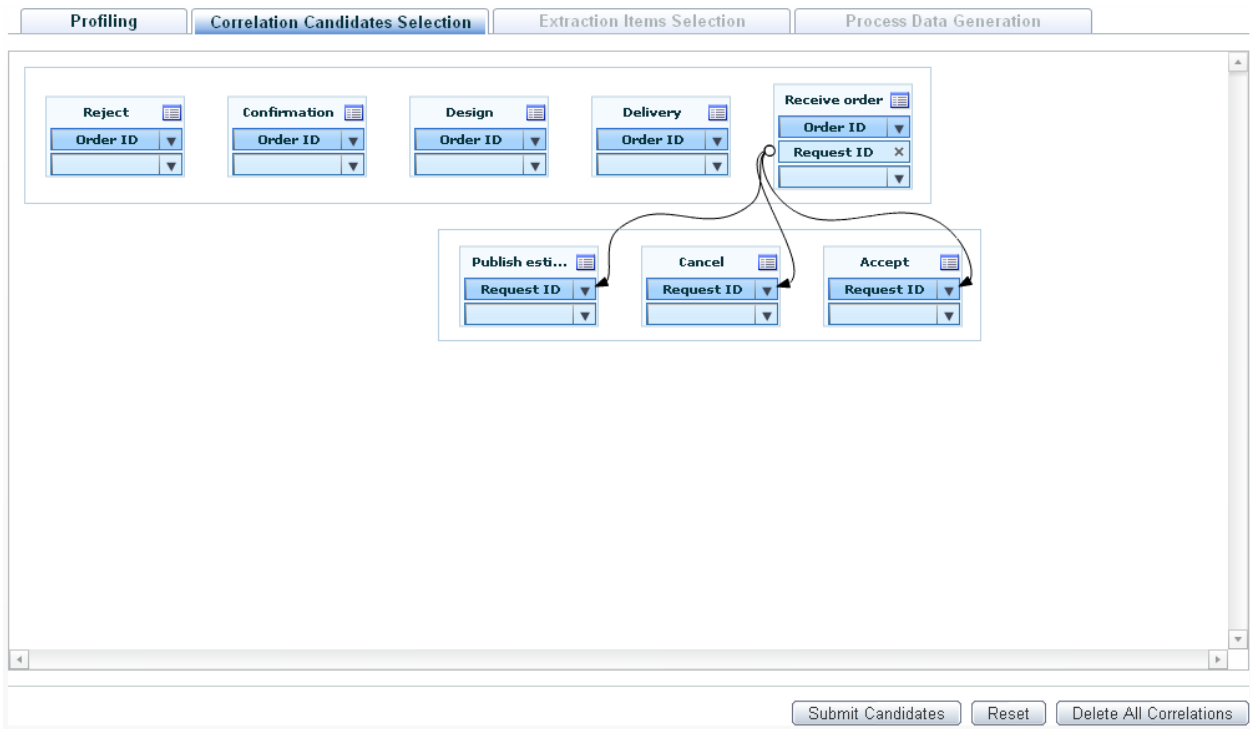 Profiling Correlation Candidates Selection Extraction Items Selection Process Data Generation
Reject Confirmation Design Delivery Receive order
Order ID Order ID Order ID Order ID Order ID
Request ID
Publish esti... Cancel Accept
Request ID Request ID Request ID
Submit Candidates Reset Delete All Correlations